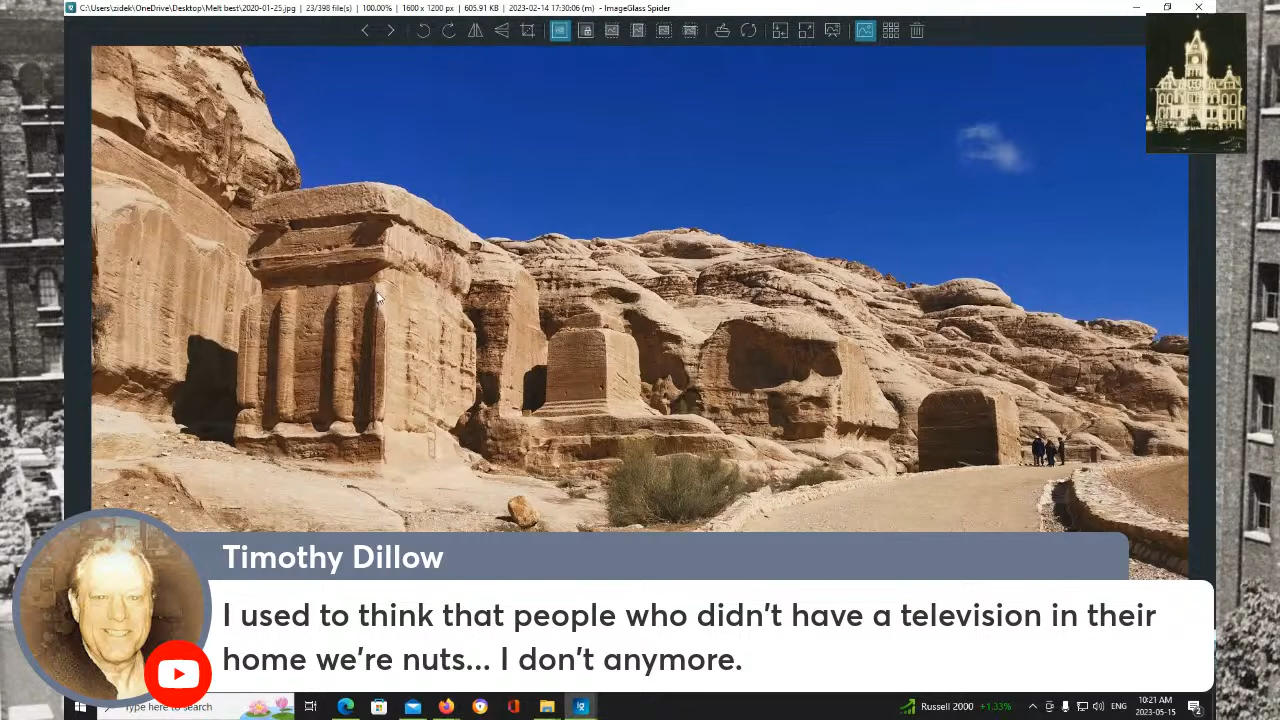 C:\Users\zidek\OneDrive\Desktop\Melt best\2020-01-25.jpg | 23/398 file(s) | 100.00% | 1600 x 1200 px | 605.91 KB | 2023-02-14 17:30:06 (m) - ImageGlass Spider
Timothy Dillow
I used to think that people who didn't have a television in their
home we're nuts... I don't anymore.
Type here to search
Russell 2000 +1.33%
ENG
10:21 AM
2023-05-15